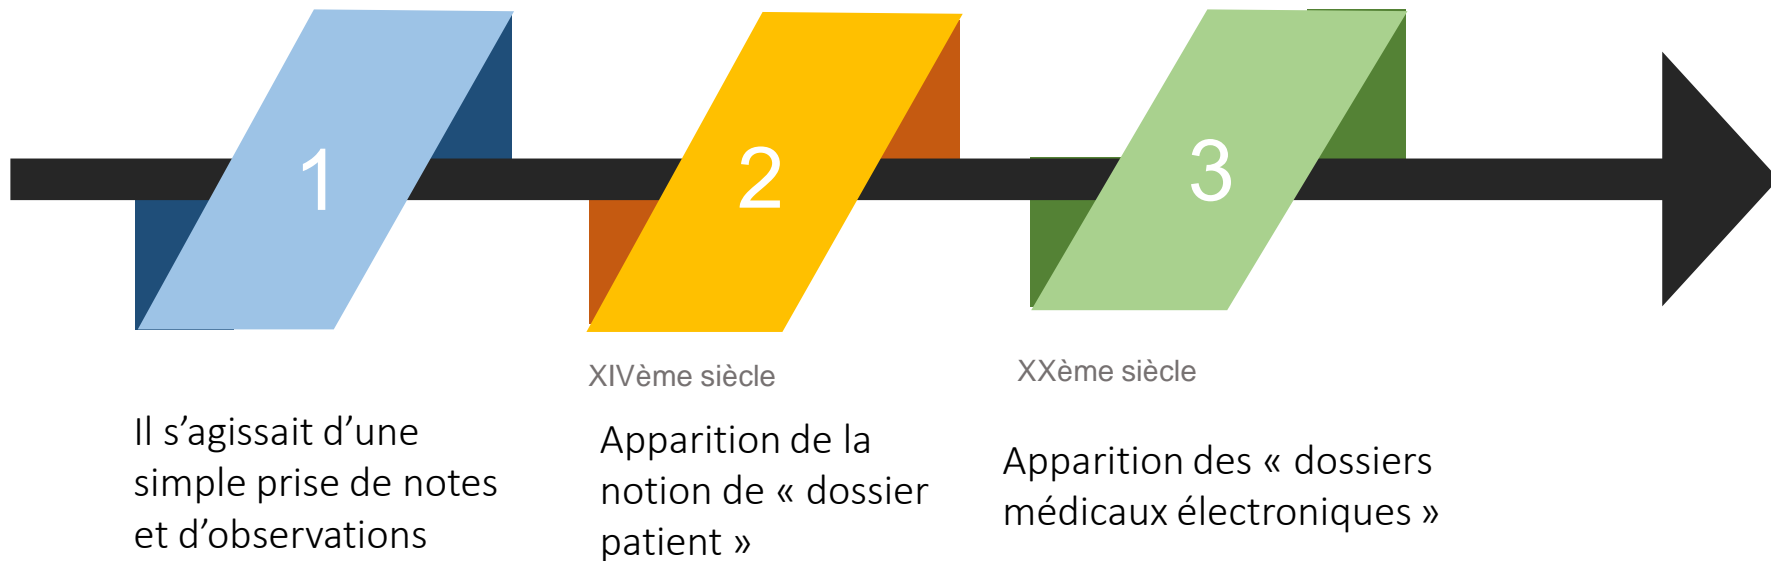 1
2
3
XIVème siècle
XXème siècle
Il s’agissait d’une
simple prise de notes
et d’observations
Apparition de la
notion de « dossier
patient »
Apparition des « dossiers
médicaux électroniques »